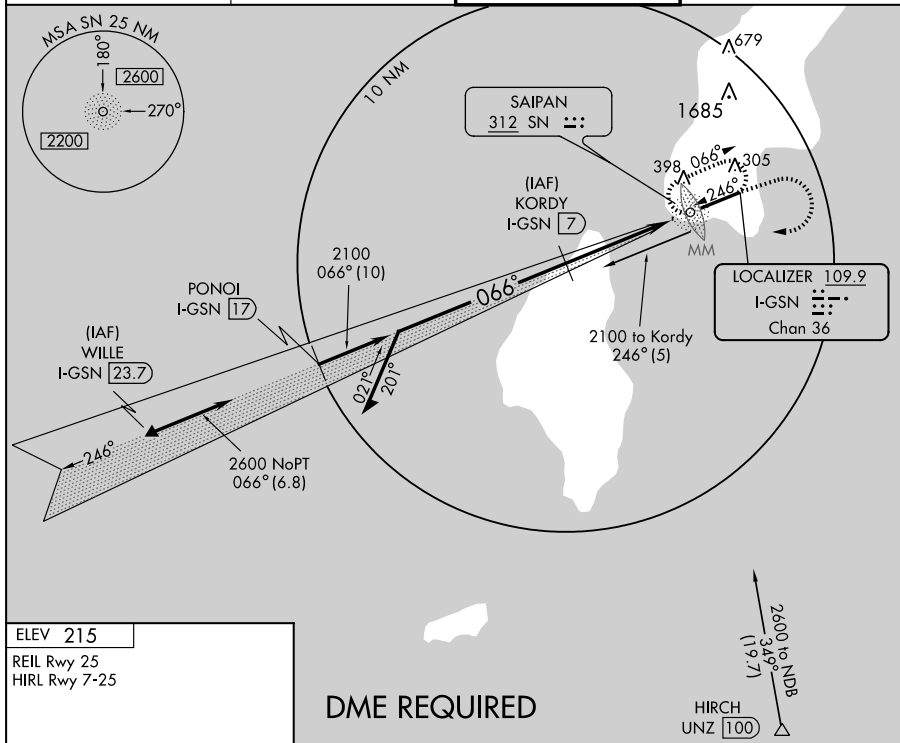 MSA SN 25 NM
180°
2600
270°
2200
10 NM
679
1685
SAIPAN
312 SN
398
066°
305
246°
(IAF)
KORDY
I-GSN 7
MM
2100
066° (10)
066°
LOCALIZER 109.9
I-GSN
Chan 36
PONOI
I-GSN 17
2100 to Kordy
246° (5)
(IAF)
WILLE
I-GSN 23.7
021°
201°
246°
2600 NoPT
066° (6.8)
2600 to NDB
349°
(19.7)
ELEV 215
REIL Rwy 25
HIRL Rwy 7-25
DME REQUIRED
HIRCH
UNZ 100